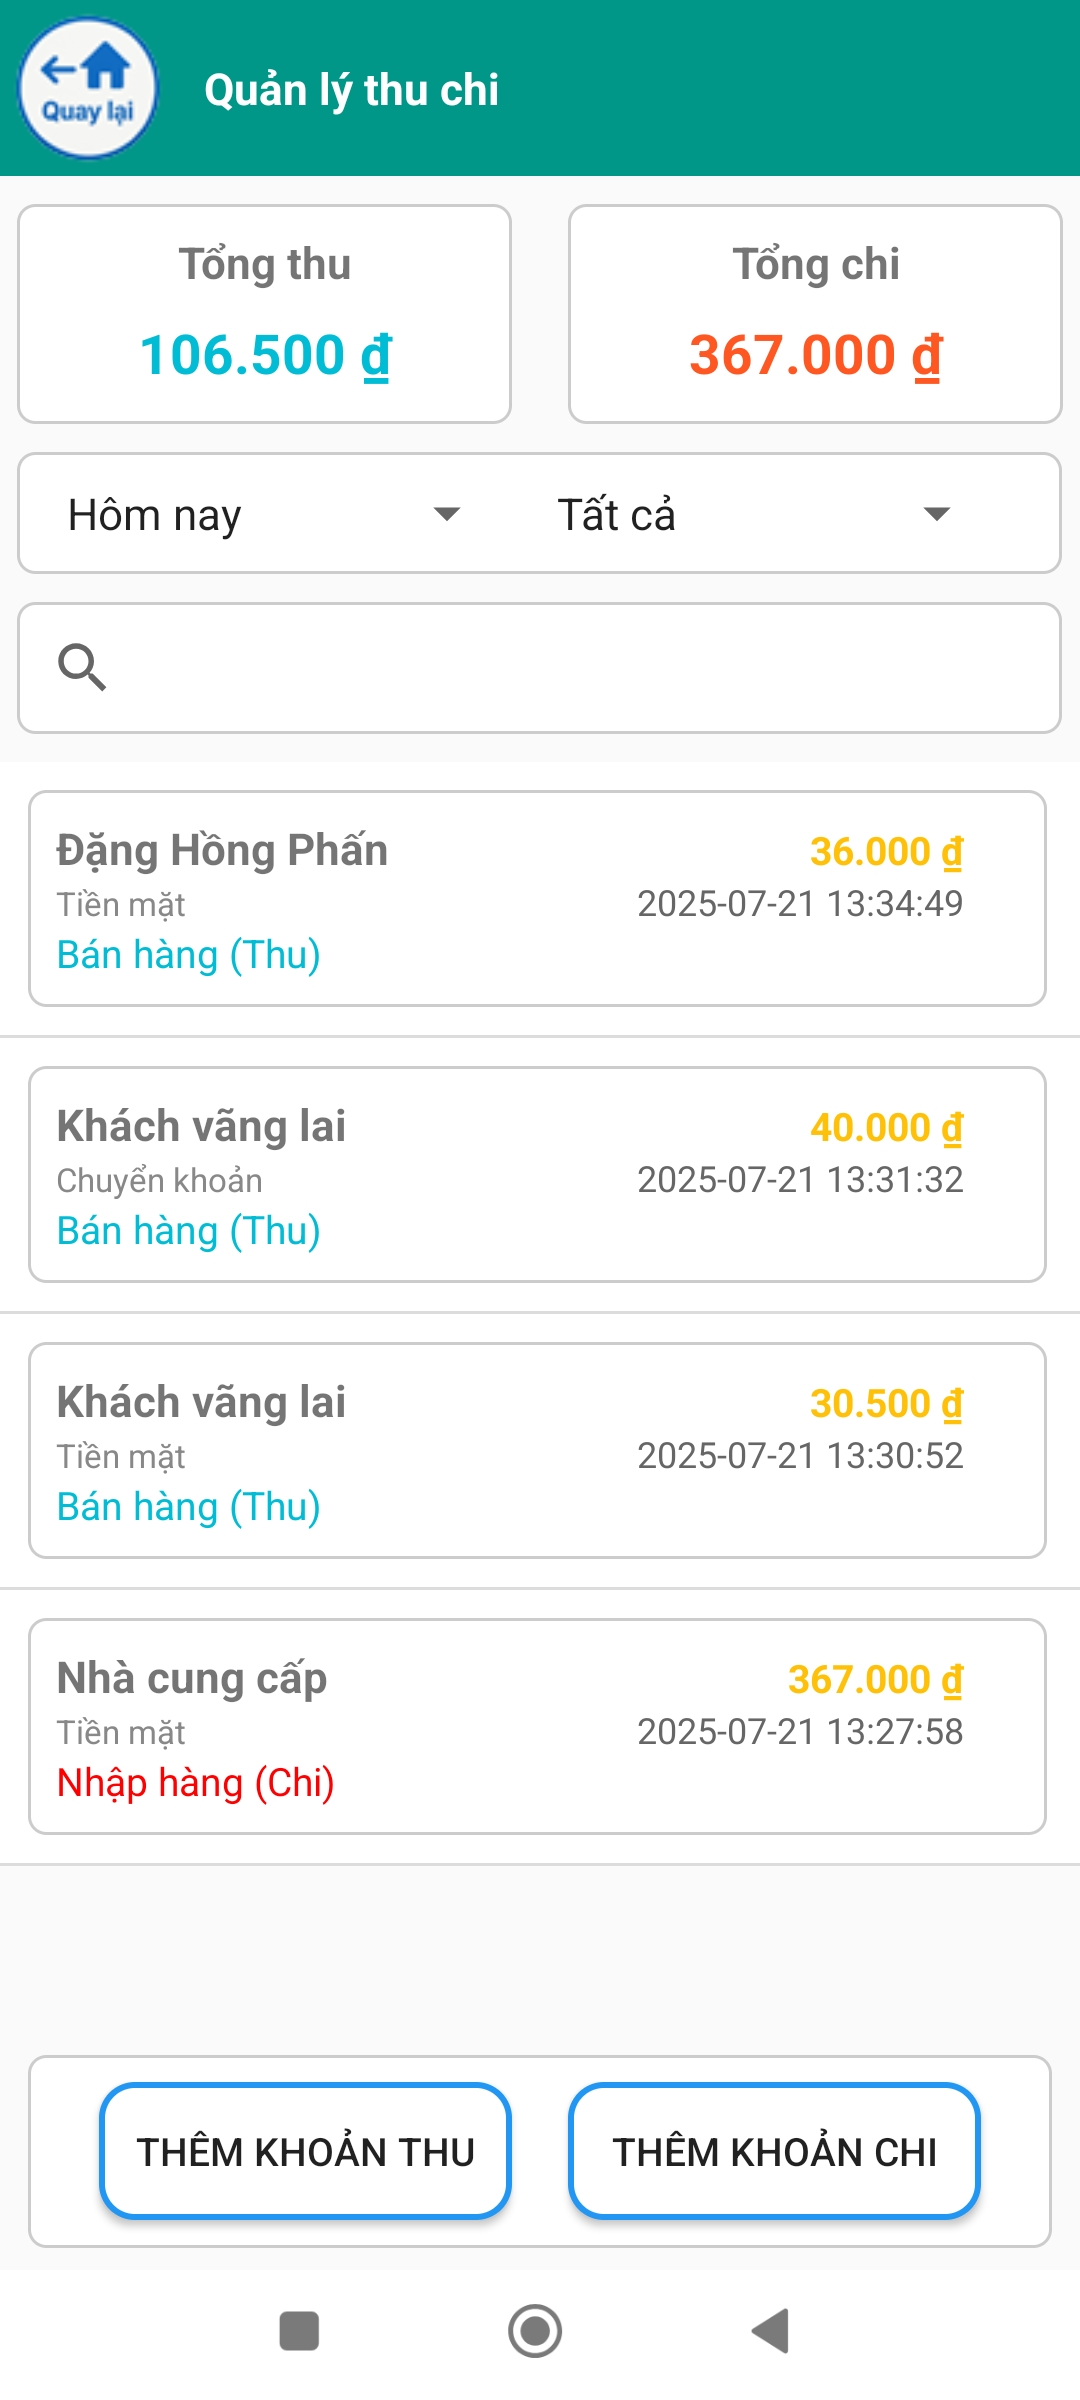 Quay lại
Quản lý thu chi
Tổng thu
106.500 ₫
Tổng chi
367.000 ₫
Hôm nay
Tất cả
Đặng Hồng Phấn
36.000 ₫
Tiền mặt
2025-07-21 13:34:49
Bán hàng (Thu)
Khách vãng lai
40.000 ₫
Chuyển khoản
2025-07-21 13:31:32
Bán hàng (Thu)
Khách vãng lai
30.500 ₫
Tiền mặt
2025-07-21 13:30:52
Bán hàng (Thu)
Nhà cung cấp
367.000 ₫
Tiền mặt
2025-07-21 13:27:58
Nhập hàng (Chi)
THÊM KHOẢN THU
THÊM KHOẢN CHI